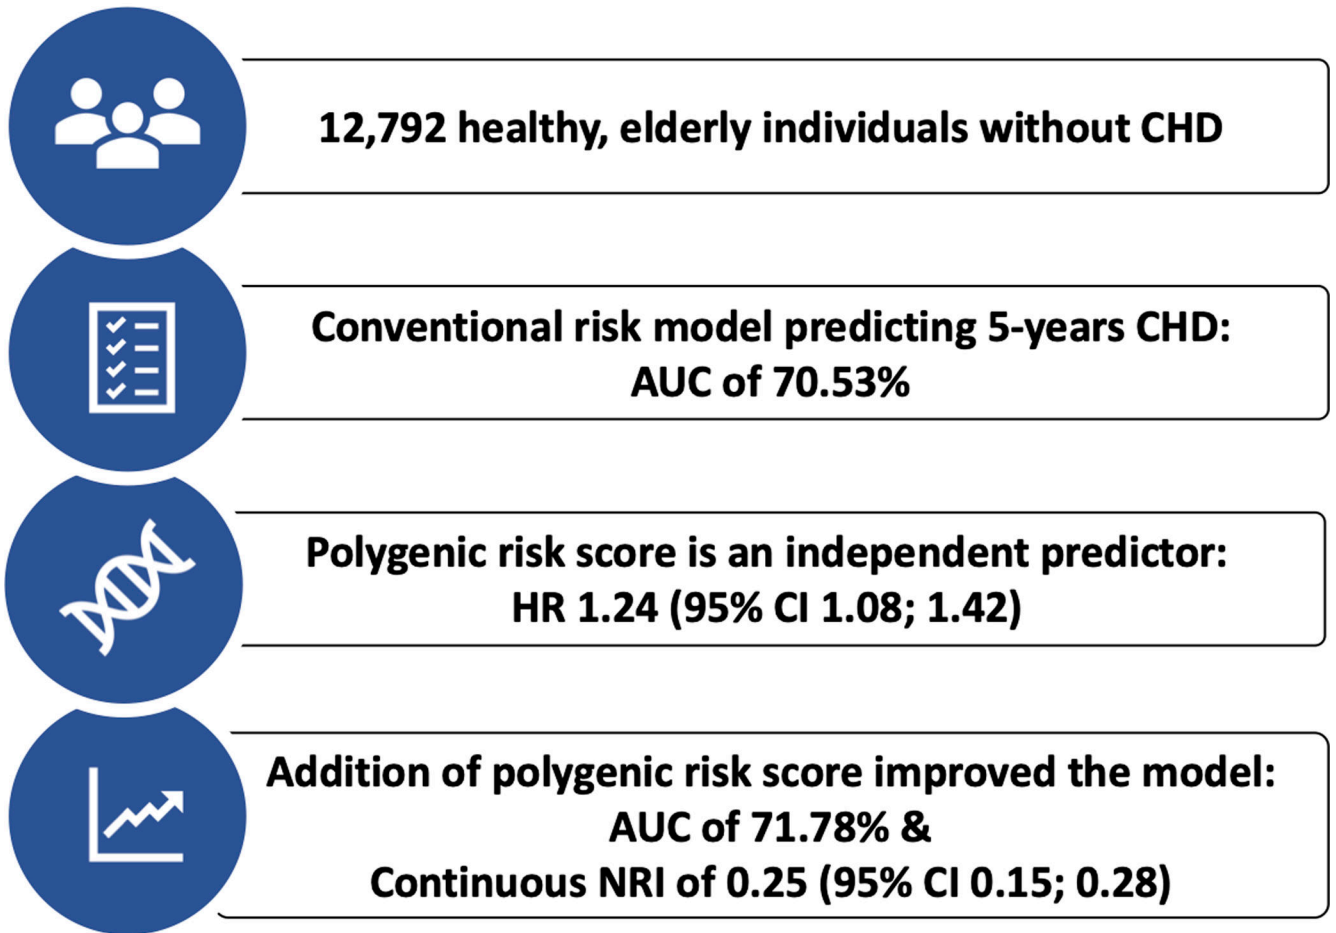 12,792 healthy, elderly individuals without CHD
Conventional risk model predicting 5-years CHD:
AUC of 70.53%
Polygenic risk score is an independent predictor:
HR 1.24 (95% CI 1.08; 1.42)
Addition of polygenic risk score improved the model:
AUC of 71.78% &
Continuous NRI of 0.25 (95% CI 0.15; 0.28)